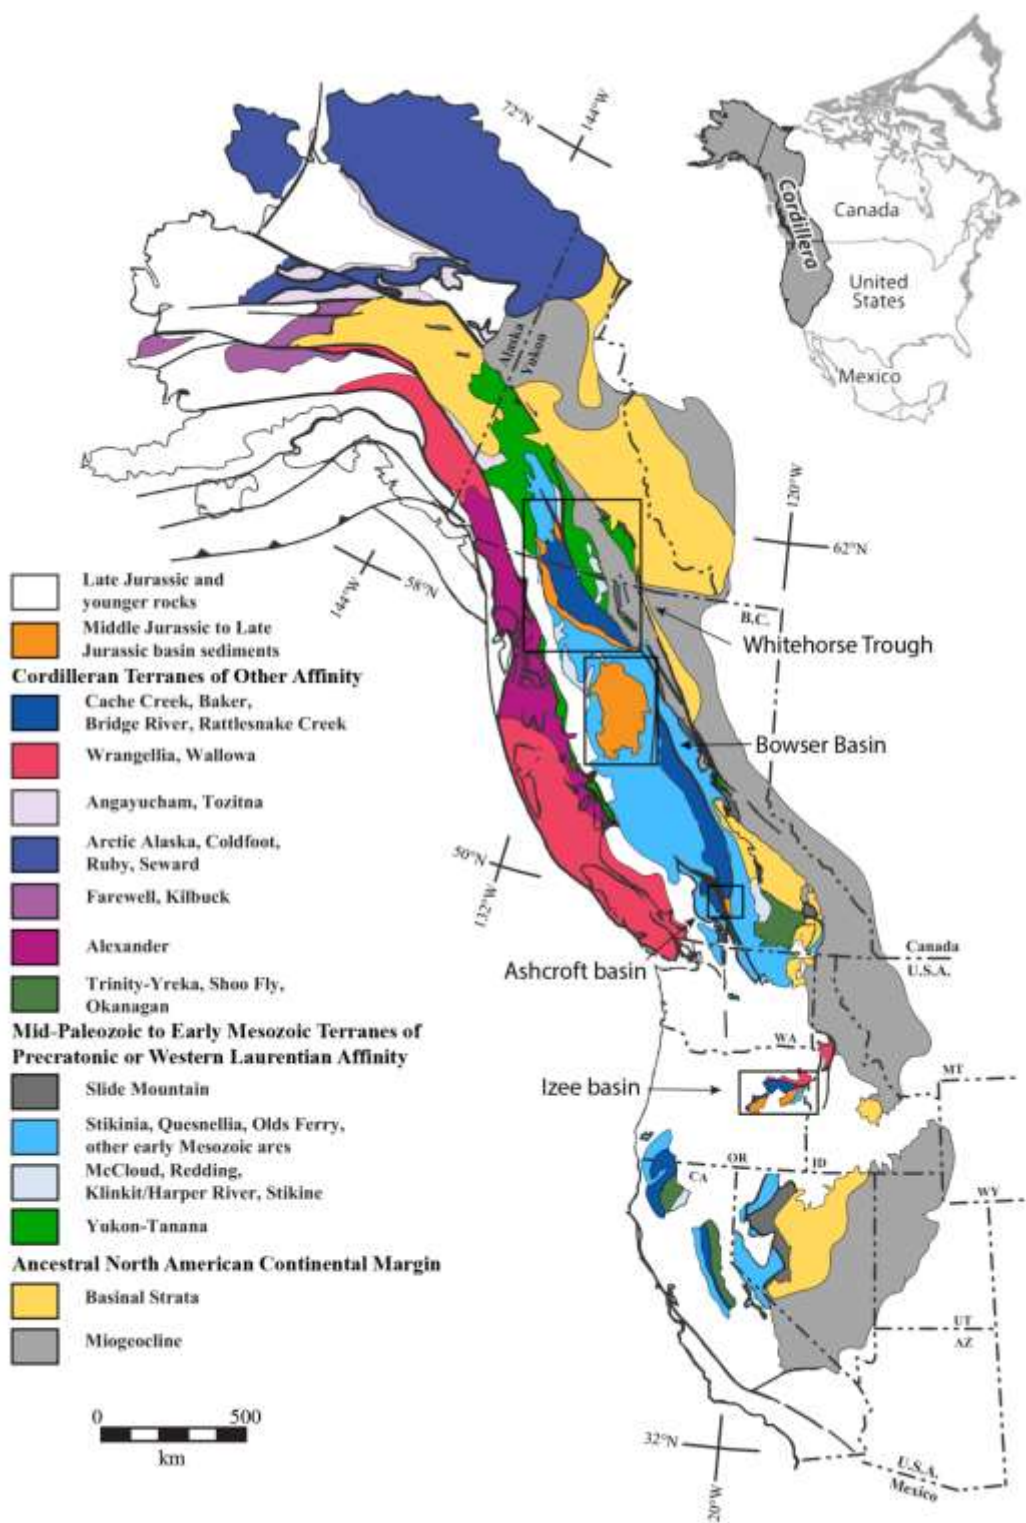 72°N
144°W
Cordillera
Canada
United
States
Mexico
Alaska
Yukon
120°W
62°N
144°W
58°N
B.C.
Whitehorse Trough
Bowser Basin
50°N
132°W
Ashcroft basin
Canada
U.S.A.
WA
MT
Izee basin
OR
ID
CA
WY
UT
AZ
32°N
20°W
U.S.A.
Mexico
Late Jurassic and
younger rocks
Middle Jurassic to Late
Jurassic basin sediments
Cordilleran Terranes of Other Affinity
Cache Creek, Baker,
Bridge River, Rattlesnake Creek
Wrangellia, Wallowa
Angayucham, Tozitna
Arctic Alaska, Coldfoot,
Ruby, Seward
Farewell, Kilbuck
Alexander
Trinity-Yreka, Shoo Fly,
Okanagan
Mid-Paleozoic to Early Mesozoic Terranes of
Precratonic or Western Laurentian Affinity
Slide Mountain
Stikinia, Quesnellia, Olds Ferry,
other early Mesozoic arcs
McCloud, Redding,
Klinkit/Harper River, Stikine
Yukon-Tanana
Ancestral North American Continental Margin
Basinal Strata
Miogeocline
0 500
km